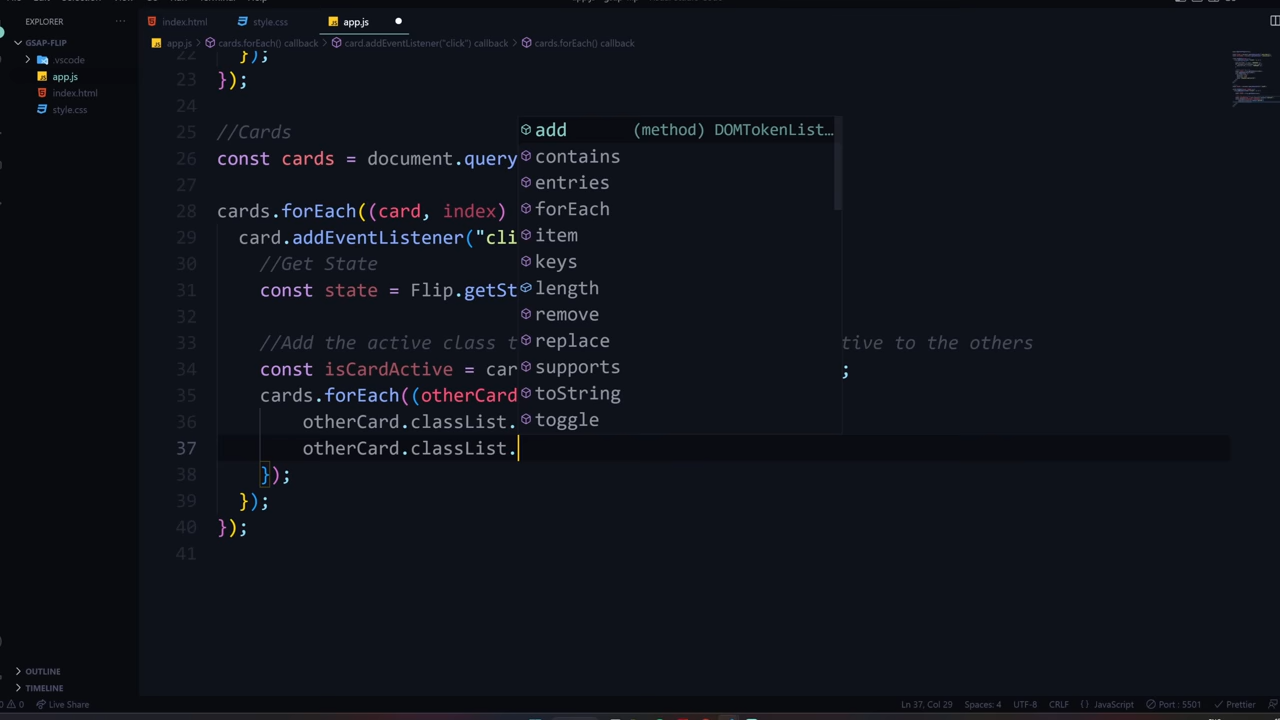 EXPLORER
GSAP-FLIP
.vscode
app.js
index.html
style.css
OUTLINE
TIMELINE
index.html
style.css
app.js
app.js
cards.forEach() callback
card.addEventListener("click") callback
cards.forEach() callback
22 });
23 });
24
25 //Cards
26 const cards = document.query
27
28 cards.forEach((card, index)
29 card.addEventListener("cli
30 //Get State
31 const state = Flip.getSt
32
33 //Add the active class t tive to the others
34 const isCardActive = car ;
35 cards.forEach((otherCard
36 otherCard.classList.
37 otherCard.classList.
38 });
39 });
40 });
41
add (method) DOMTokenList…
contains
entries
forEach
item
keys
length
remove
replace
supports
toString
toggle
0 0 Live Share Ln 37, Col 29 Spaces: 4 UTF-8 CRLF {} JavaScript Port : 5501 Prettier